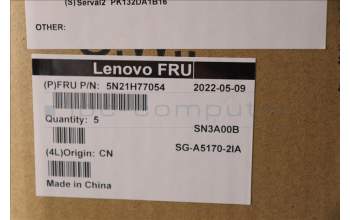 (S)Serval2 PK132DA1B16
OTHER:
Lenovo FRU
(P)FRU P/N: 5N21H77054 2022-05-09
Quantity: 5
SN3A00B
(4L)Origin: CN SG-A5170-2IA
Made in China